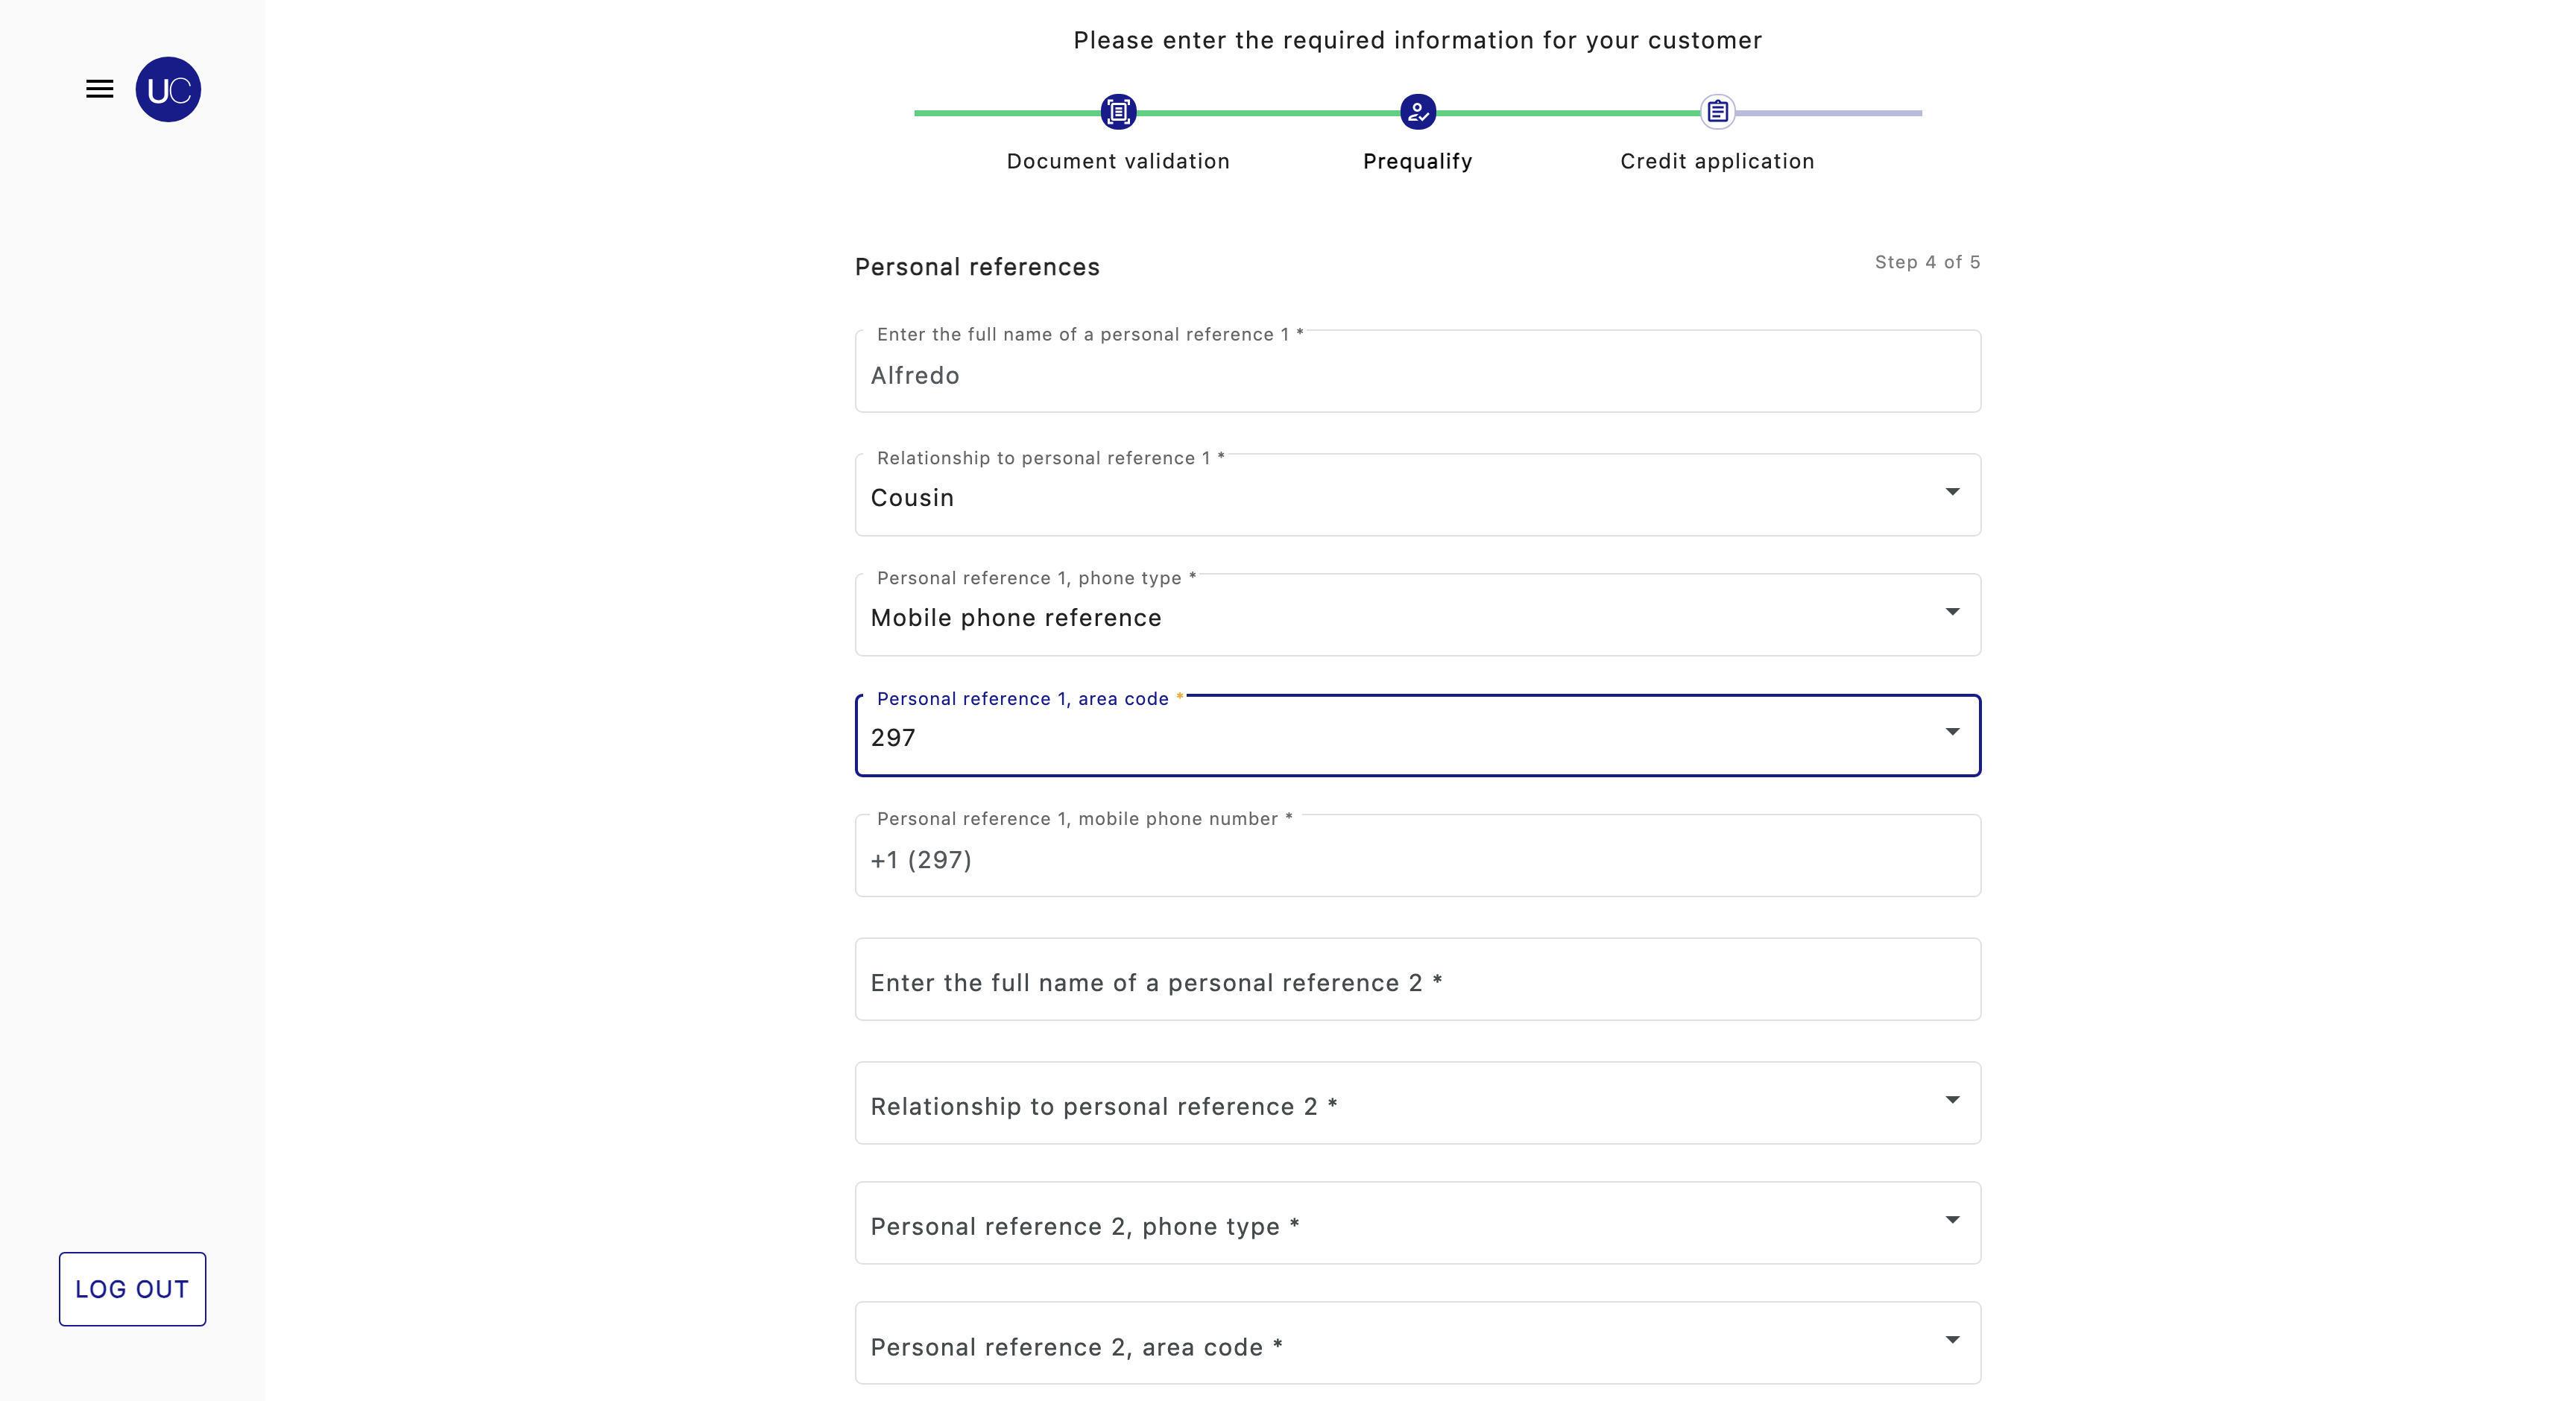 Please enter the required information for your customer
UC
Document validation
Prequalify
Credit application
Personal references
Step 4 of 5
Enter the full name of a personal reference 1 *
Alfredo
Relationship to personal reference 1 *
Cousin
Personal reference 1, phone type *
Mobile phone reference
Personal reference 1, area code *
297
Personal reference 1, mobile phone number *
+1 (297)
Enter the full name of a personal reference 2 *
Relationship to personal reference 2 *
Personal reference 2, phone type *
LOG OUT
Personal reference 2, area code *